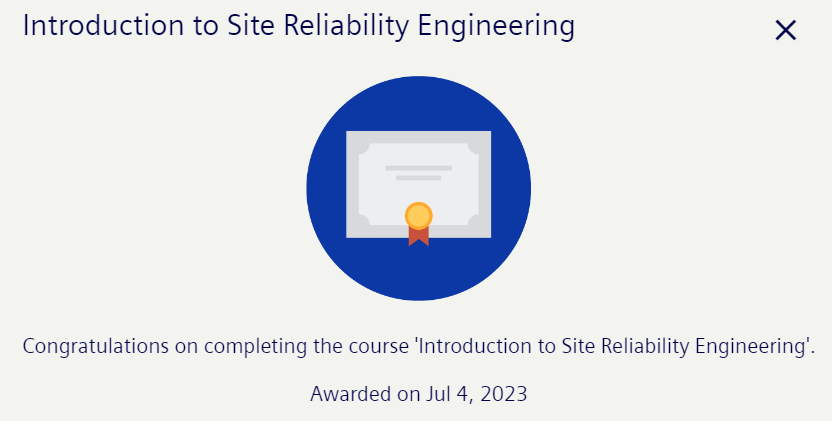 Introduction to Site Reliability Engineering
Congratulations on completing the course 'Introduction to Site Reliability Engineering'.
Awarded on Jul 4, 2023